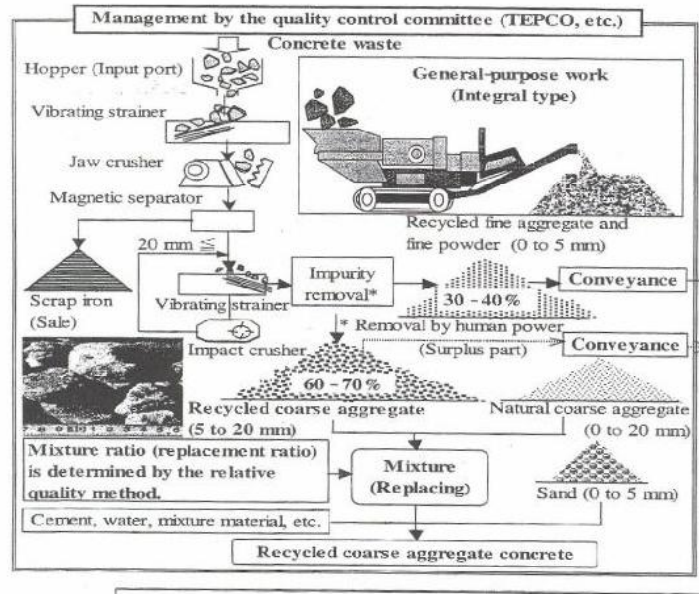 Management by the quality control committee (TEPCO, etc.)
Concrete waste
Hopper (Input port)
General-purpose work
(Integral type)
Vibrating strainer
Jaw crusher
Magnetic separator
Recycled fine aggregate and
fine powder (0 to 5 mm)
20 mm ≦
Impurity
removal*
30 – 40%
Conveyance
Scrap iron
(Sale)
Vibrating strainer
* Removal by human power
Impact crusher
(Surplus part)
Conveyance
60 – 70%
Recycled coarse aggregate
(5 to 20 mm)
Natural coarse aggregate
(0 to 20 mm)
Mixture ratio (replacement ratio)
is determined by the relative
quality method.
Mixture
(Replacing)
Sand (0 to 5 mm)
Cement, water, mixture material, etc.
Recycled coarse aggregate concrete